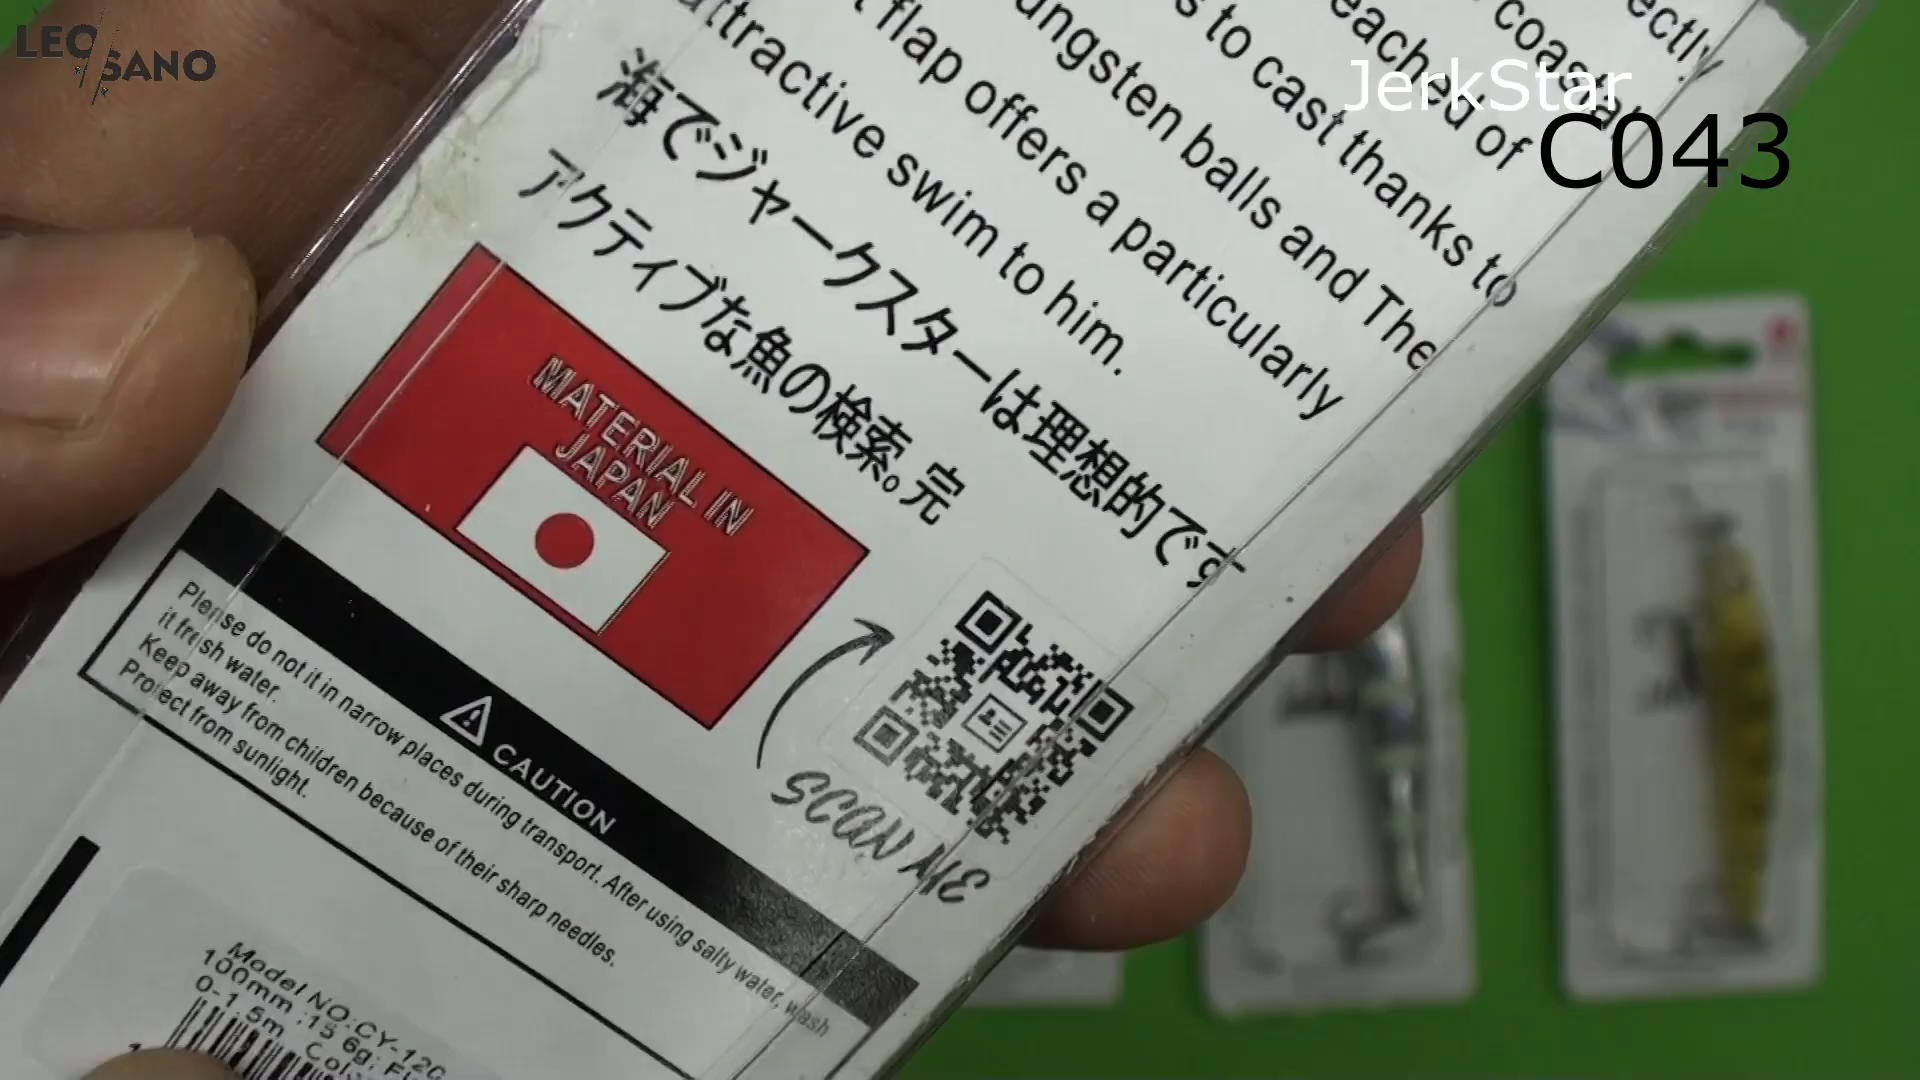 LEO SANO
JerkStar
C043
ectly
coastal
eached of
s to cast thanks to
ungsten balls and The
t flap offers a particularly
attractive swim to him.
海でジャークスターは理想的です
アクティブな魚の検索。完
MATERIAL IN
JAPAN
SCAN ME
CAUTION
Please do not it in narrow places during transport. After using salty water, wash
it fresh water.
Keep away from children because of their sharp needles.
Protect from sunlight.
Model NO:CY-120
100mm ;15.6g;
0-1.5m